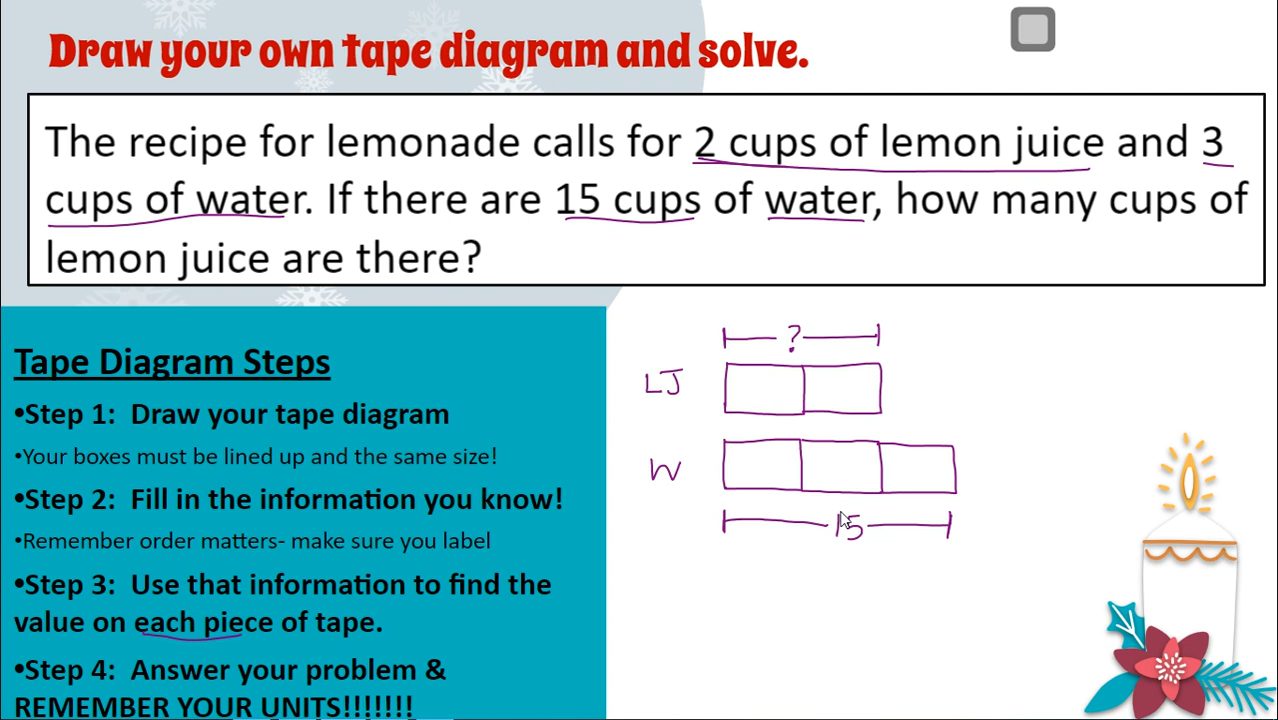 Draw your own tape diagram and solve.
The recipe for lemonade calls for 2 cups of lemon juice and 3
cups of water. If there are 15 cups of water, how many cups of
lemon juice are there?
Tape Diagram Steps
•Step 1: Draw your tape diagram
•Your boxes must be lined up and the same size!
•Step 2: Fill in the information you know!
•Remember order matters- make sure you label
•Step 3: Use that information to find the
value on each piece of tape.
•Step 4: Answer your problem &
REMEMBER YOUR UNITS!!!!!!!
?
LJ
W
15